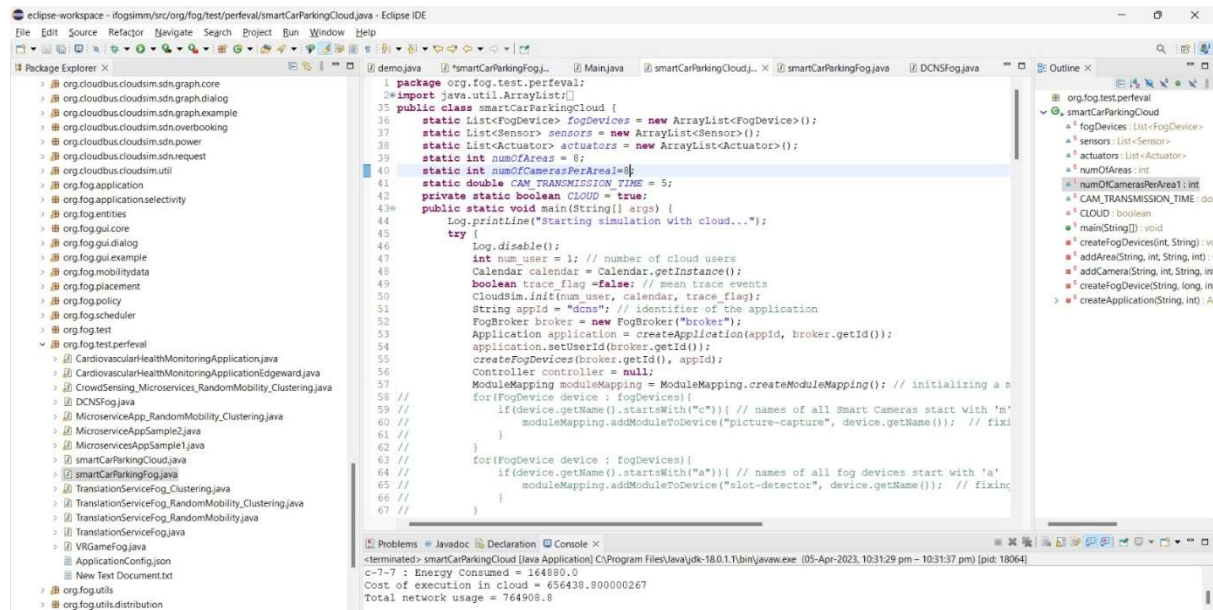 eclipse-workspace - ifogsimm/src/org/fog/test/perfeval/smartCarParkingCloud.java - Eclipse IDE
File Edit Source Refactor Navigate Search Project Run Window Help
Package Explorer
org.cloudbus.cloudsim.sdn.graph.core
org.cloudbus.cloudsim.sdn.graph.dialog
org.cloudbus.cloudsim.sdn.graph.example
org.cloudbus.cloudsim.sdn.overbooking
org.cloudbus.cloudsim.sdn.power
org.cloudbus.cloudsim.sdn.request
org.cloudbus.cloudsim.util
org.fog.application
org.fog.application.selectivity
org.fog.entities
org.fog.gui.core
org.fog.gui.dialog
org.fog.gui.example
org.fog.mobilitydata
org.fog.placement
org.fog.policy
org.fog.scheduler
org.fog.test
org.fog.test.perfeval
CardiovascularHealthMonitoringApplication.java
CardiovascularHealthMonitoringApplicationEdgeward.java
CrowdSensing_Microservices_RandomMobility_Clustering.java
DCNSFog.java
MicroserviceApp_RandomMobility_Clustering.java
MicroserviceAppSample2.java
MicroservicesAppSample1.java
smartCarParkingCloud.java
smartCarParkingFog.java
TranslationServiceFog_Clustering.java
TranslationServiceFog_RandomMobility_Clustering.java
TranslationServiceFog_RandomMobility.java
TranslationServiceFog.java
VRGameFog.java
ApplicationConfig.json
New Text Document.txt
org.fog.utils
org.fog.utils.distribution
demo.java *smartCarParkingFog.j... Main.java smartCarParkingCloud.j... smartCarParkingFog.java DCNSFog.java
1 package org.fog.test.perfeval;
2 import java.util.ArrayList;
35 public class smartCarParkingCloud {
36 static List<FogDevice> fogDevices = new ArrayList<FogDevice>();
37 static List<Sensor> sensors = new ArrayList<Sensor>();
38 static List<Actuator> actuators = new ArrayList<Actuator>();
39 static int numOfAreas = 8;
40 static int numOfCamerasPerArea1=8;
41 static double CAM_TRANSMISSION_TIME = 5;
42 private static boolean CLOUD = true;
43 public static void main(String[] args) {
44 Log.printLine("Starting simulation with cloud...");
45 try {
46 Log.disable();
47 int num_user = 1; // number of cloud users
48 Calendar calendar = Calendar.getInstance();
49 boolean trace_flag =false; // mean trace events
50 CloudSim.init(num_user, calendar, trace_flag);
51 String appId = "dcns"; // identifier of the application
52 FogBroker broker = new FogBroker("broker");
53 Application application = createApplication(appId, broker.getId());
54 application.setUserId(broker.getId());
55 createFogDevices(broker.getId(), appId);
56 Controller controller = null;
57 ModuleMapping moduleMapping = ModuleMapping.createModuleMapping(); // initializing a m
58 // for(FogDevice device : fogDevices){
59 // if(device.getName().startsWith("c")){ // names of all Smart Cameras start with 'm'
60 // moduleMapping.addModuleToDevice("picture-capture", device.getName()); // fixi
61 // }
62 // }
63 // for(FogDevice device : fogDevices){
64 // if(device.getName().startsWith("a")){ // names of all fog devices start with 'a'
65 // moduleMapping.addModuleToDevice("slot-detector", device.getName()); // fixing
66 // }
67 // }
Outline
org.fog.test.perfeval
smartCarParkingCloud
fogDevices : List<FogDevice>
sensors : List<Sensor>
actuators : List<Actuator>
numOfAreas : int
numOfCamerasPerArea1 : int
CAM_TRANSMISSION_TIME : do
CLOUD : boolean
main(String[]) : void
createFogDevices(int, String) : v
addArea(String, int, String, int) :
addCamera(String, int, String, in
createFogDevice(String, long, in
createApplication(String, int) : A
Problems Javadoc Declaration Console
<terminated> smartCarParkingCloud [Java Application] C:\Program Files\Java\jdk-18.0.1.1\bin\javaw.exe (05-Apr-2023, 10:31:29 pm – 10:31:37 pm) [pid: 18064]
c-7-7 : Energy Consumed = 164880.0
Cost of execution in cloud = 656438.800000267
Total network usage = 764908.8